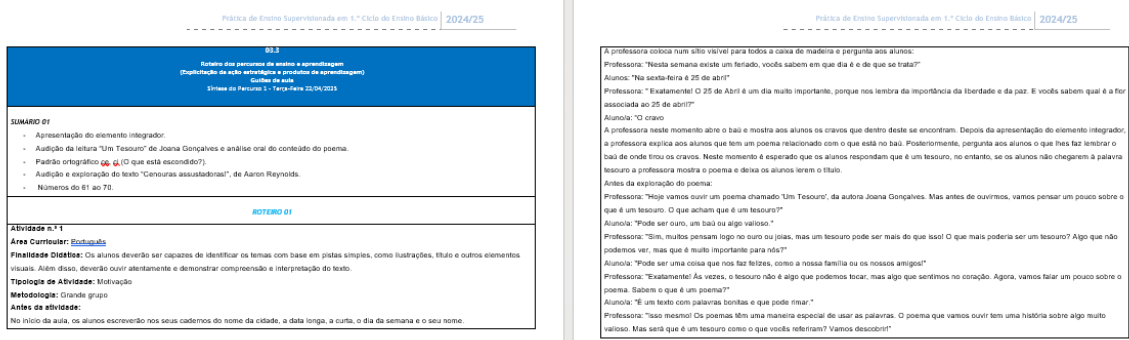 Prática de Ensino Supervisionada em 1.º Ciclo do Ensino Básico 2024/25
03.3
Roteiro dos percursos de ensino e aprendizagem
(Explicitação da ação estratégica e produtos de aprendizagem)
Guiões de aula
Síntese do Percurso 1 - Terça-Feira 22/04/2025
SUMÁRIO 01
- Apresentação do elemento integrador.
- Audição da leitura "Um Tesouro" de Joana Gonçalves e análise oral do conteúdo do poema.
- Padrão ortográfico ce, ci (O que está escondido?).
- Audição e exploração do texto "Cenouras assustadoras!", de Aaron Reynolds.
- Números do 61 ao 70.
ROTEIRO 01
Atividade n.º 1
Área Curricular: Português
Finalidade Didática: Os alunos deverão ser capazes de identificar os temas com base em pistas simples, como ilustrações, título e outros elementos
visuais. Além disso, deverão ouvir atentamente e demonstrar compreensão e interpretação do texto.
Tipologia de Atividade: Motivação
Metodologia: Grande grupo
Antes da atividade:
No início da aula, os alunos escreverão nos seus cadernos do nome da cidade, a data longa, a curta, o dia da semana e o seu nome.
Prática de Ensino Supervisionada em 1.º Ciclo do Ensino Básico 2024/25
A professora coloca num sítio visível para todos a caixa de madeira e pergunta aos alunos:
Professora: "Nesta semana existe um feriado, vocês sabem em que dia é e de que se trata?"
Alunos: "Na sexta-feira é 25 de abril"
Professora: " Exatamente! O 25 de Abril é um dia muito importante, porque nos lembra da importância da liberdade e da paz. E vocês sabem qual é a flor
associada ao 25 de abril?"
Aluno/a: "O cravo
A professora neste momento abre o baú e mostra aos alunos os cravos que dentro deste se encontram. Depois da apresentação do elemento integrador,
a professora explica aos alunos que tem um poema relacionado com o que está no baú. Posteriormente, pergunta aos alunos o que lhes faz lembrar o
baú de onde tirou os cravos. Neste momento é esperado que os alunos respondam que é um tesouro, no entanto, se os alunos não chegarem à palavra
tesouro a professora mostra o poema e deixa os alunos lerem o título.
Antes da exploração do poema:
Professora: "Hoje vamos ouvir um poema chamado 'Um Tesouro', da autora Joana Gonçalves. Mas antes de ouvirmos, vamos pensar um pouco sobre o
que é um tesouro. O que acham que é um tesouro?"
Aluno/a: "Pode ser ouro, um baú ou algo valioso."
Professora: "Sim, muitos pensam logo no ouro ou joias, mas um tesouro pode ser mais do que isso! O que mais poderia ser um tesouro? Algo que não
podemos ver, mas que é muito importante para nós?"
Aluno/a: "Pode ser uma coisa que nos faz felizes, como a nossa família ou os nossos amigos!"
Professora: "Exatamente! Às vezes, o tesouro não é algo que podemos tocar, mas algo que sentimos no coração. Agora, vamos falar um pouco sobre o
poema. Sabem o que é um poema?"
Aluno/a: "É um texto com palavras bonitas e que pode rimar."
Professora: "Isso mesmo! Os poemas têm uma maneira especial de usar as palavras. O poema que vamos ouvir tem uma história sobre algo muito
valioso. Mas será que é um tesouro como o que vocês referiram? Vamos descobrir!"